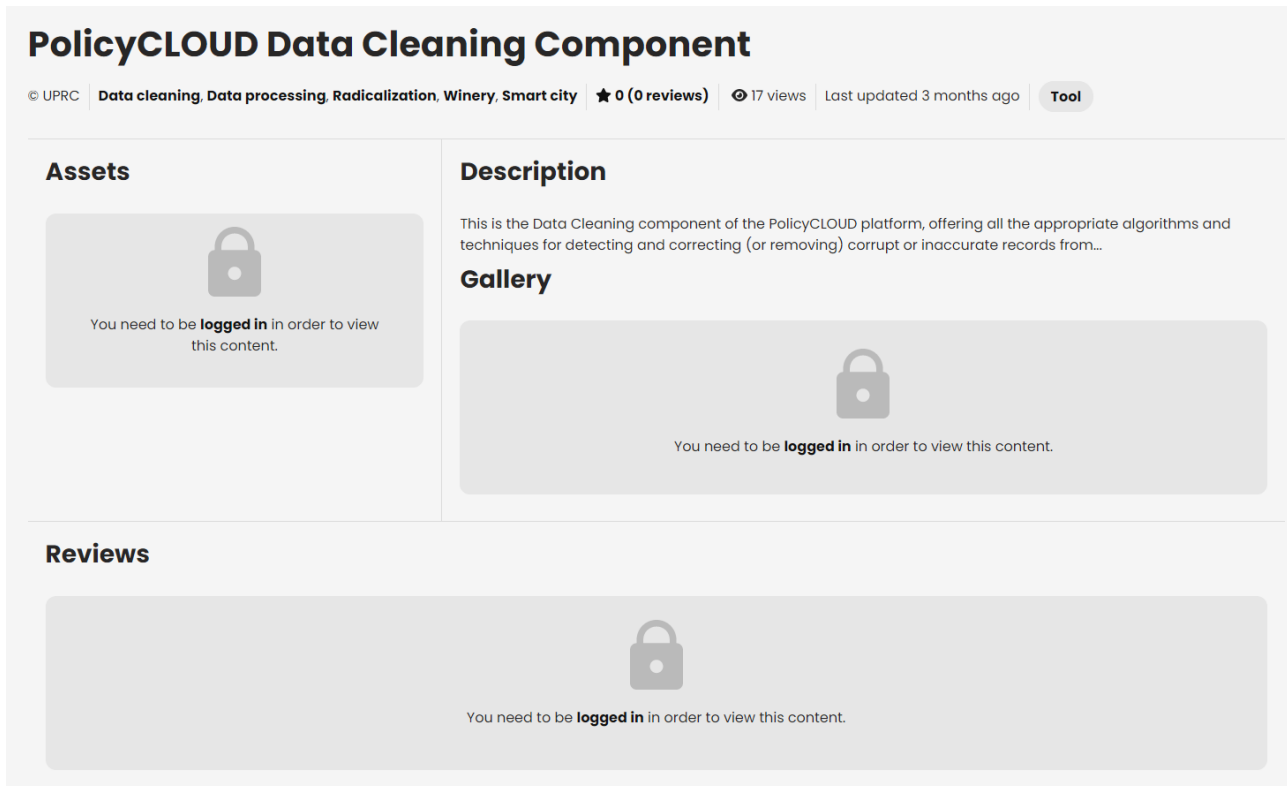 PolicyCLOUD Data Cleaning Component
© UPRC Data cleaning, Data processing, Radicalization, Winery, Smart city ★ 0 (0 reviews) 17 views Last updated 3 months ago Tool
Assets
You need to be logged in in order to view
this content.
Description
This is the Data Cleaning component of the PolicyCLOUD platform, offering all the appropriate algorithms and
techniques for detecting and correcting (or removing) corrupt or inaccurate records from...
Gallery
You need to be logged in in order to view this content.
Reviews
You need to be logged in in order to view this content.